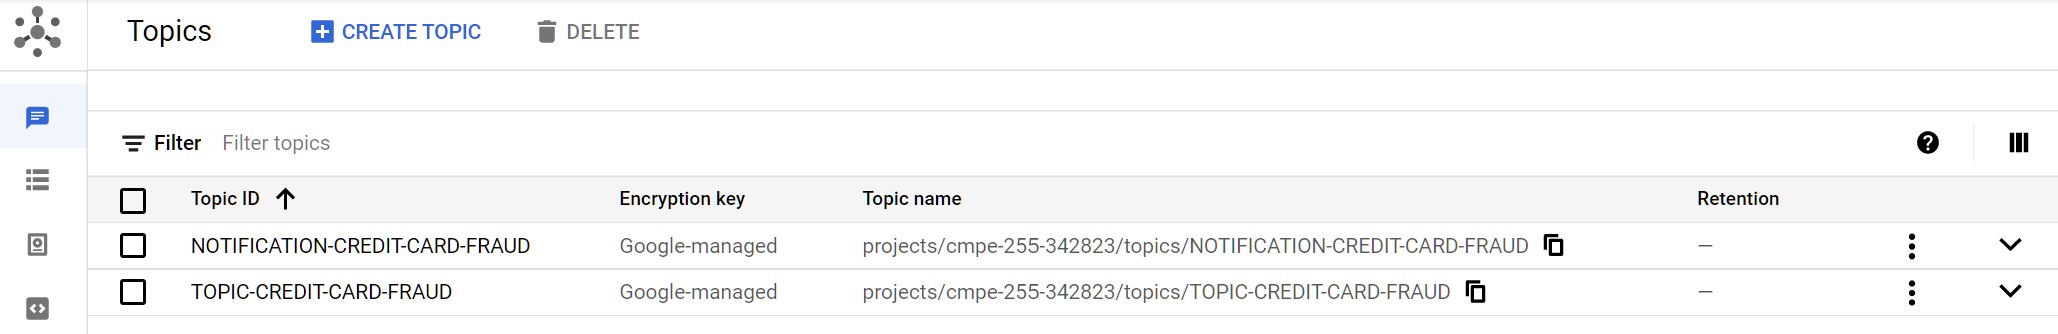 Topics CREATE TOPIC DELETE
Filter Filter topics
Topic ID Encryption key Topic name Retention
NOTIFICATION-CREDIT-CARD-FRAUD Google-managed projects/cmpe-255-342823/topics/NOTIFICATION-CREDIT-CARD-FRAUD —
TOPIC-CREDIT-CARD-FRAUD Google-managed projects/cmpe-255-342823/topics/TOPIC-CREDIT-CARD-FRAUD —